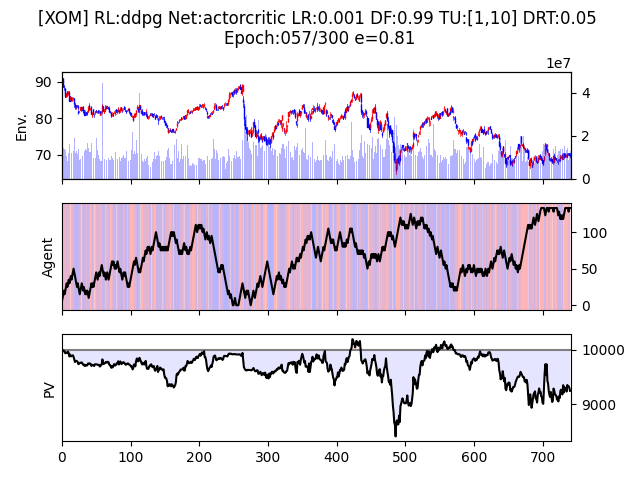 [XOM] RL:ddpg Net:actorcritic LR:0.001 DF:0.99 TU:[1,10] DRT:0.05
Epoch:057/300 e=0.81
1e7
90
80
70
Env.
4
2
0
Agent
100
50
0
PV
10000
9000
0 100 200 300 400 500 600 700